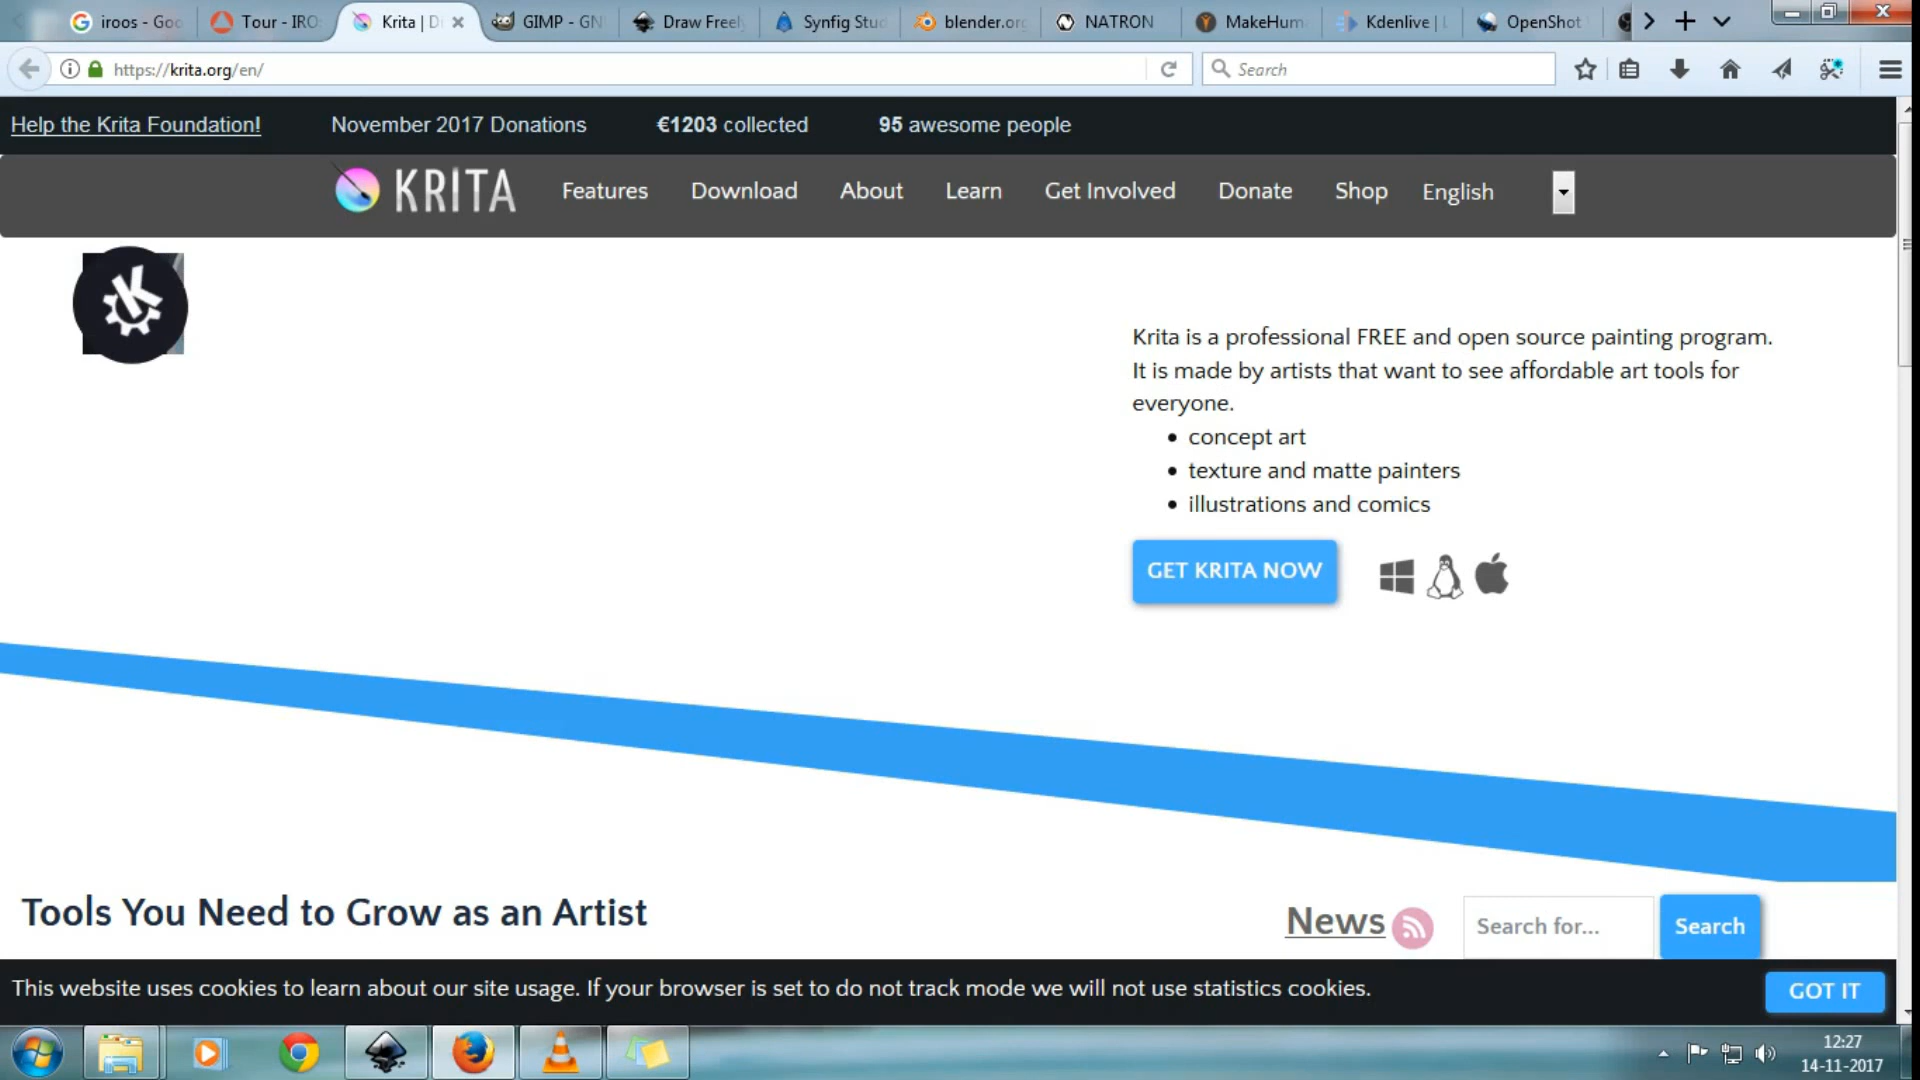 iroos - Goo
Tour - IRO
Krita | Di
GIMP - GN
Draw Freely
Synfig Stud
blender.org
NATRON
MakeHum
Kdenlive | L
OpenShot
https://krita.org/en/
Search
Help the Krita Foundation!
November 2017 Donations
€1203 collected
95 awesome people
KRITA
Features
Download
About
Learn
Get Involved
Donate
Shop
English
Krita is a professional FREE and open source painting program.
It is made by artists that want to see affordable art tools for
everyone.
concept art
texture and matte painters
illustrations and comics
GET KRITA NOW
Tools You Need to Grow as an Artist
News
Search for...
Search
This website uses cookies to learn about our site usage. If your browser is set to do not track mode we will not use statistics cookies.
GOT IT
12:27
14-11-2017